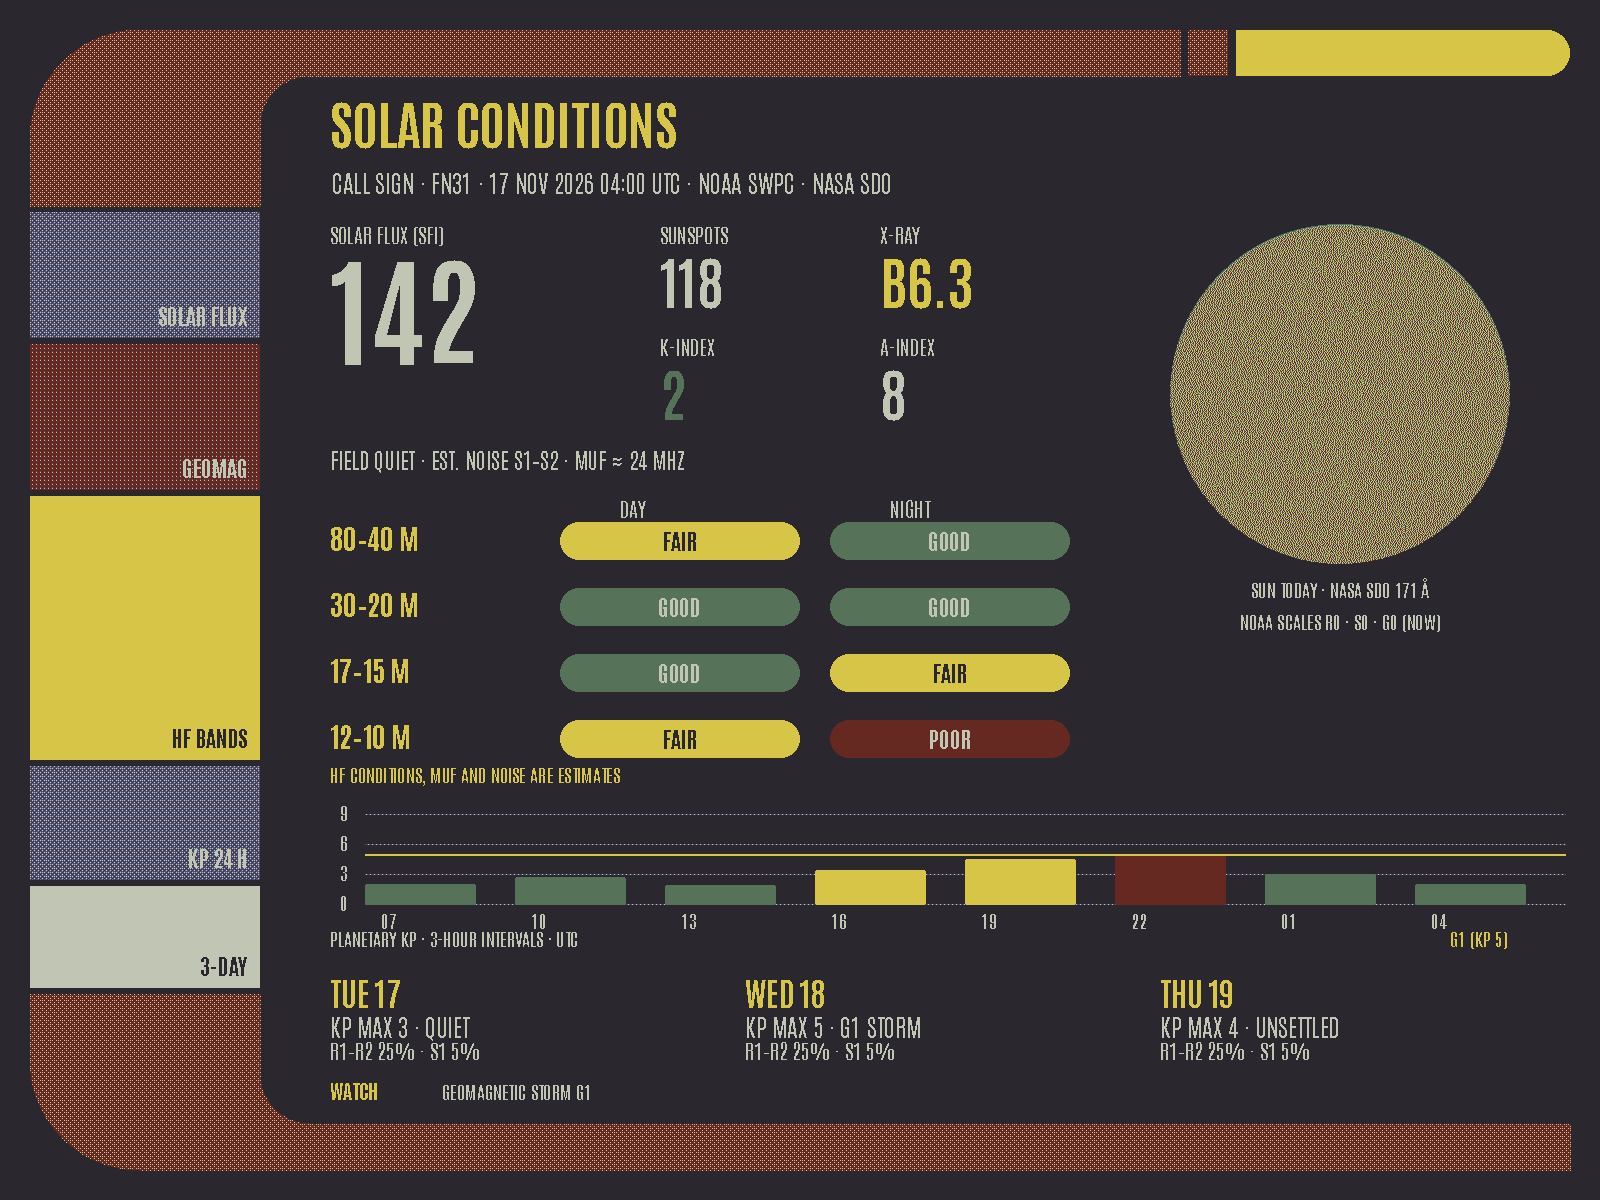 SOLAR CONDITIONS
CALL SIGN · FN31 · 17 NOV 2026 04:00 UTC · NOAA SWPC · NASA SDO
SOLAR FLUX (SFI)
142
SUNSPOTS
118
X-RAY
B6.3
K-INDEX
2
A-INDEX
8
FIELD QUIET · EST. NOISE S1-S2 · MUF ≈ 24 MHZ
SUN TODAY · NASA SDO 171 Å
NOAA SCALES R0 · S0 · G0 (NOW)
SOLAR FLUX
GEOMAG
HF BANDS
KP 24 H
3-DAY
DAY NIGHT
80-40 M FAIR GOOD
30-20 M GOOD GOOD
17-15 M GOOD FAIR
12-10 M FAIR POOR
HF CONDITIONS, MUF AND NOISE ARE ESTIMATES
9
6
3
0
07 10 13 16 19 22 01 04
PLANETARY KP · 3-HOUR INTERVALS · UTC
G1 (KP 5)
TUE 17
KP MAX 3 · QUIET
R1-R2 25% · S1 5%
WED 18
KP MAX 5 · G1 STORM
R1-R2 25% · S1 5%
THU 19
KP MAX 4 · UNSETTLED
R1-R2 25% · S1 5%
WATCH GEOMAGNETIC STORM G1